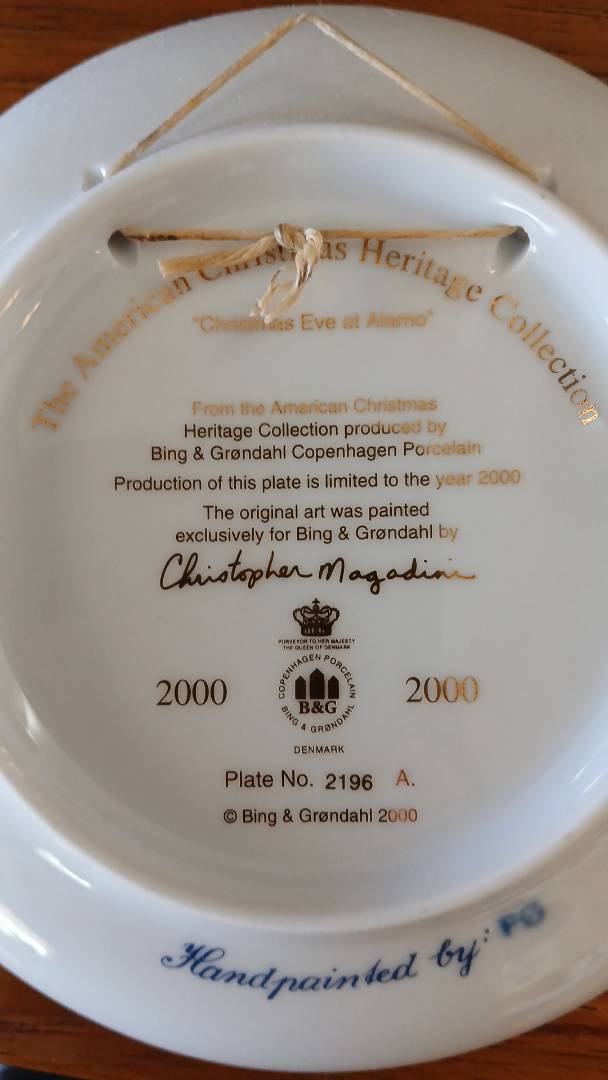 The American Christmas Heritage Collection
"Christmas Eve at Alamo"
From the American Christmas
Heritage Collection produced by
Bing & Grøndahl Copenhagen Porcelain
Production of this plate is limited to the year 2000
The original art was painted
exclusively for Bing & Grøndahl by
Christopher Magadini
PURVEYOR TO HER MAJESTY
THE QUEEN OF DENMARK
COPENHAGEN PORCELAIN
B&G
BING & GRØNDAHL
2000 2000
DENMARK
Plate No. 2196 A.
© Bing & Grøndahl 2000
Handpainted by: PØ